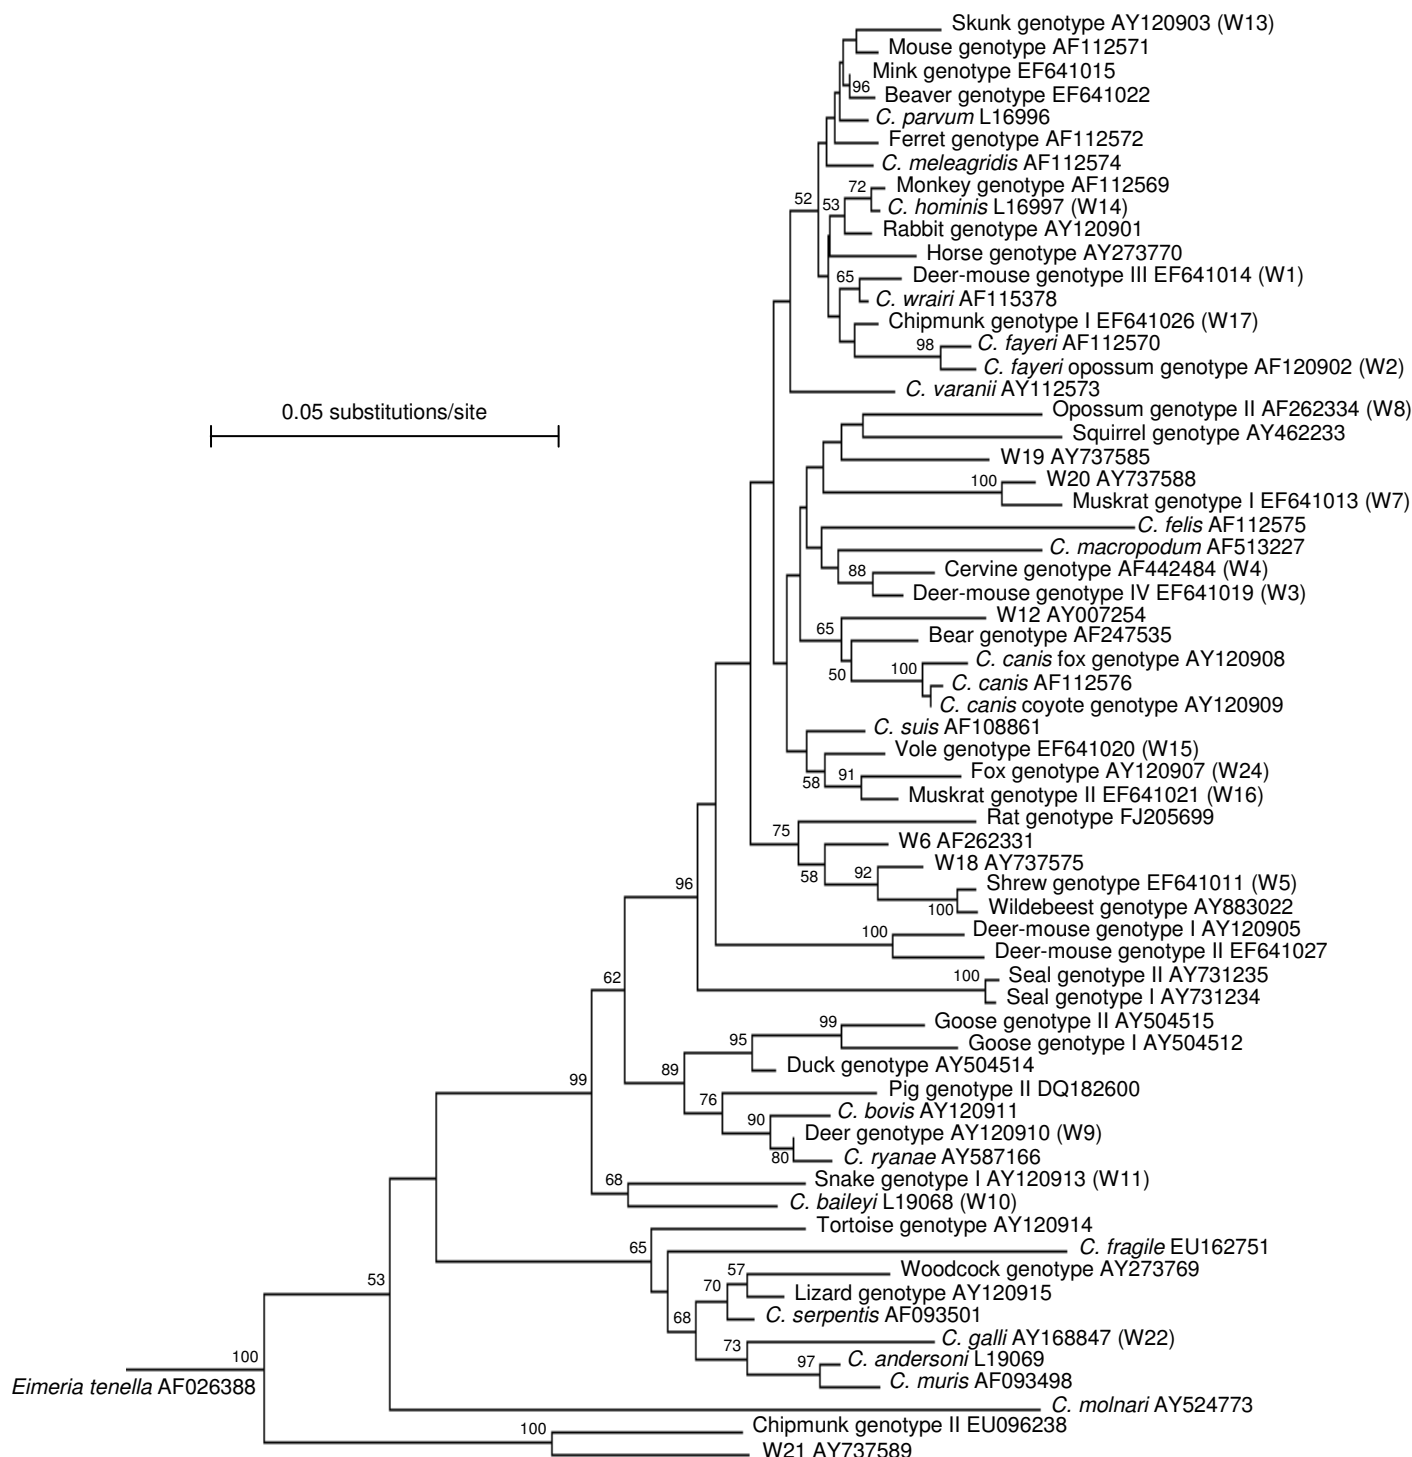 Skunk genotype AY120903 (W13)
Mouse genotype AF112571
Mink genotype EF641015
96
Beaver genotype EF641022
C. parvum L16996
Ferret genotype AF112572
C. meleagridis AF112574
72
Monkey genotype AF112569
52
53
C. hominis L16997 (W14)
Rabbit genotype AY120901
Horse genotype AY273770
65
Deer-mouse genotype III EF641014 (W1)
C. wrairi AF115378
Chipmunk genotype I EF641026 (W17)
98
C. fayeri AF112570
C. fayeri opossum genotype AF120902 (W2)
C. varanii AY112573
0.05 substitutions/site
Opossum genotype II AF262334 (W8)
Squirrel genotype AY462233
W19 AY737585
100
W20 AY737588
Muskrat genotype I EF641013 (W7)
C. felis AF112575
C. macropodum AF513227
88
Cervine genotype AF442484 (W4)
Deer-mouse genotype IV EF641019 (W3)
W12 AY007254
65
Bear genotype AF247535
C. canis fox genotype AY120908
50
100
C. canis AF112576
C. canis coyote genotype AY120909
C. suis AF108861
Vole genotype EF641020 (W15)
58
91
Fox genotype AY120907 (W24)
Muskrat genotype II EF641021 (W16)
Rat genotype FJ205699
75
W6 AF262331
W18 AY737575
58
92
Shrew genotype EF641011 (W5)
96
100
Wildebeest genotype AY883022
100
Deer-mouse genotype I AY120905
Deer-mouse genotype II EF641027
62
100
Seal genotype II AY731235
Seal genotype I AY731234
99
Goose genotype II AY504515
95
Goose genotype I AY504512
89
Duck genotype AY504514
99
Pig genotype II DQ182600
76
C. bovis AY120911
90
Deer genotype AY120910 (W9)
80
C. ryanae AY587166
68
Snake genotype I AY120913 (W11)
C. baileyi L19068 (W10)
Tortoise genotype AY120914
65
C. fragile EU162751
53
57
Woodcock genotype AY273769
70
Lizard genotype AY120915
68
C. serpentis AF093501
73
C. galli AY168847 (W22)
97
C. andersoni L19069
100
C. muris AF093498
Eimeria tenella AF026388
C. molnari AY524773
100
Chipmunk genotype II EU096238
W21 AY737589